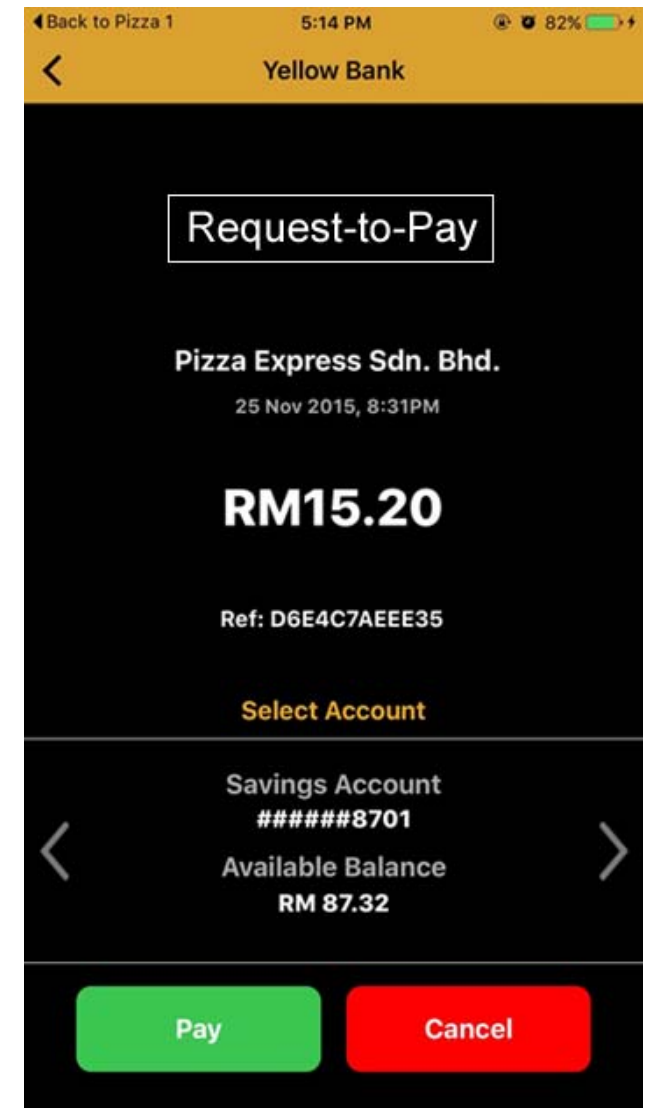 Back to Pizza 1 5:14 PM 82%
Yellow Bank
Request-to-Pay
Pizza Express Sdn. Bhd.
25 Nov 2015, 8:31PM
RM15.20
Ref: D6E4C7AEEE35
Select Account
Savings Account
######8701
Available Balance
RM 87.32
Pay Cancel